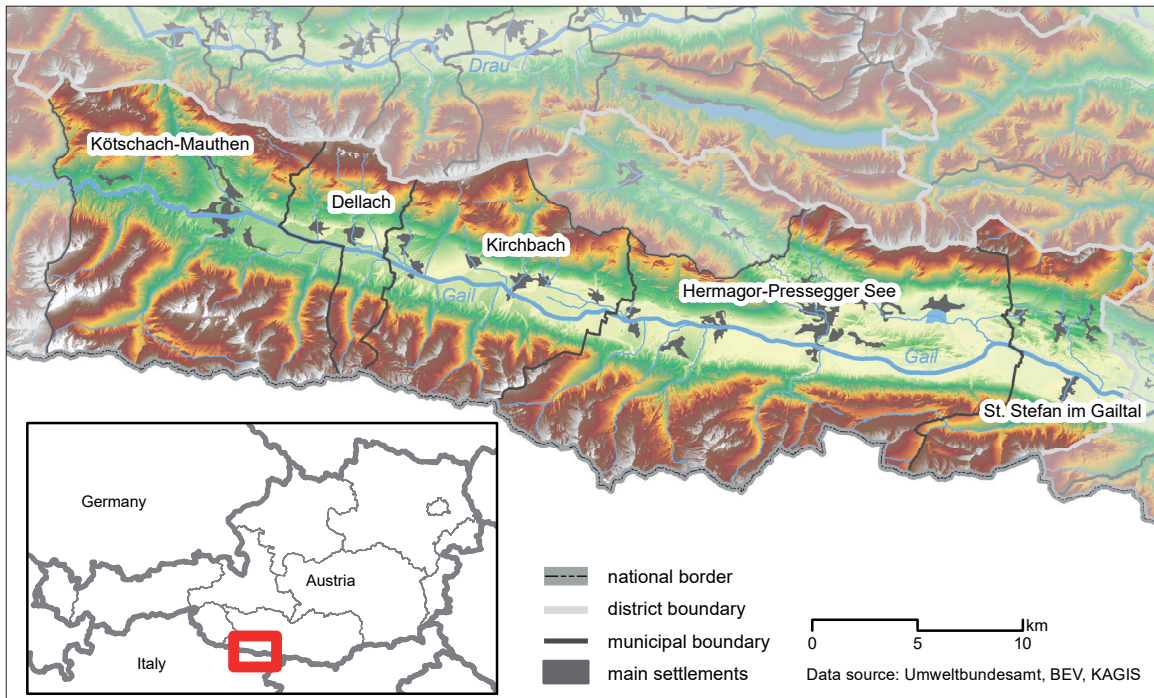 Drau
Kötschach-Mauthen
Dellach
Kirchbach
Gail
Hermagor-Pressegger See
Gail
St. Stefan im Gailtal
Germany
Austria
Italy
national border
district boundary
municipal boundary
main settlements
km
0 5 10
Data source: Umweltbundesamt, BEV, KAGIS